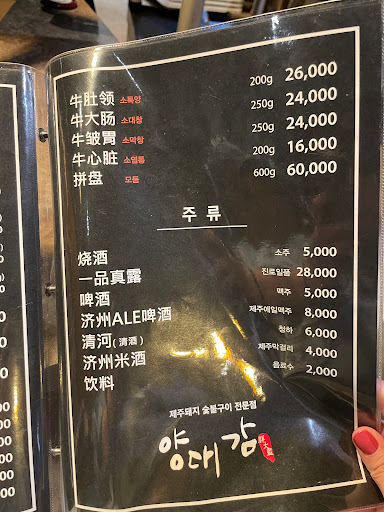 牛肚领 소특양 200g 26,000
牛大肠 소대창 250g 24,000
牛皱胃 소막창 250g 24,000
牛心脏 소염통 200g 16,000
拼盘 모듬 600g 60,000
주 류
烧酒 소주 5,000
一品真露 진로일품 28,000
啤酒 맥주 5,000
济州ALE啤酒 제주에일맥주 8,000
清河(清酒) 청하 6,000
济州米酒 제주막걸리 4,000
饮料 음료수 2,000
제주돼지 숯불구이 전문점
양대감